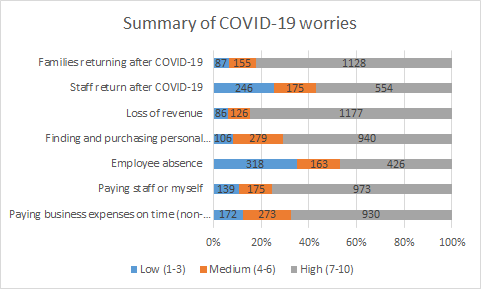 Summary of COVID-19 worries
Families returning after COVID-19 87 155 1128
Staff return after COVID-19 246 175 554
Loss of revenue 86 126 1177
Finding and purchasing personal... 106 279 940
Employee absence 318 163 426
Paying staff or myself 139 175 973
Paying business expenses on time (non-... 172 273 930
0% 20% 40% 60% 80% 100%
Low (1-3) Medium (4-6) High (7-10)